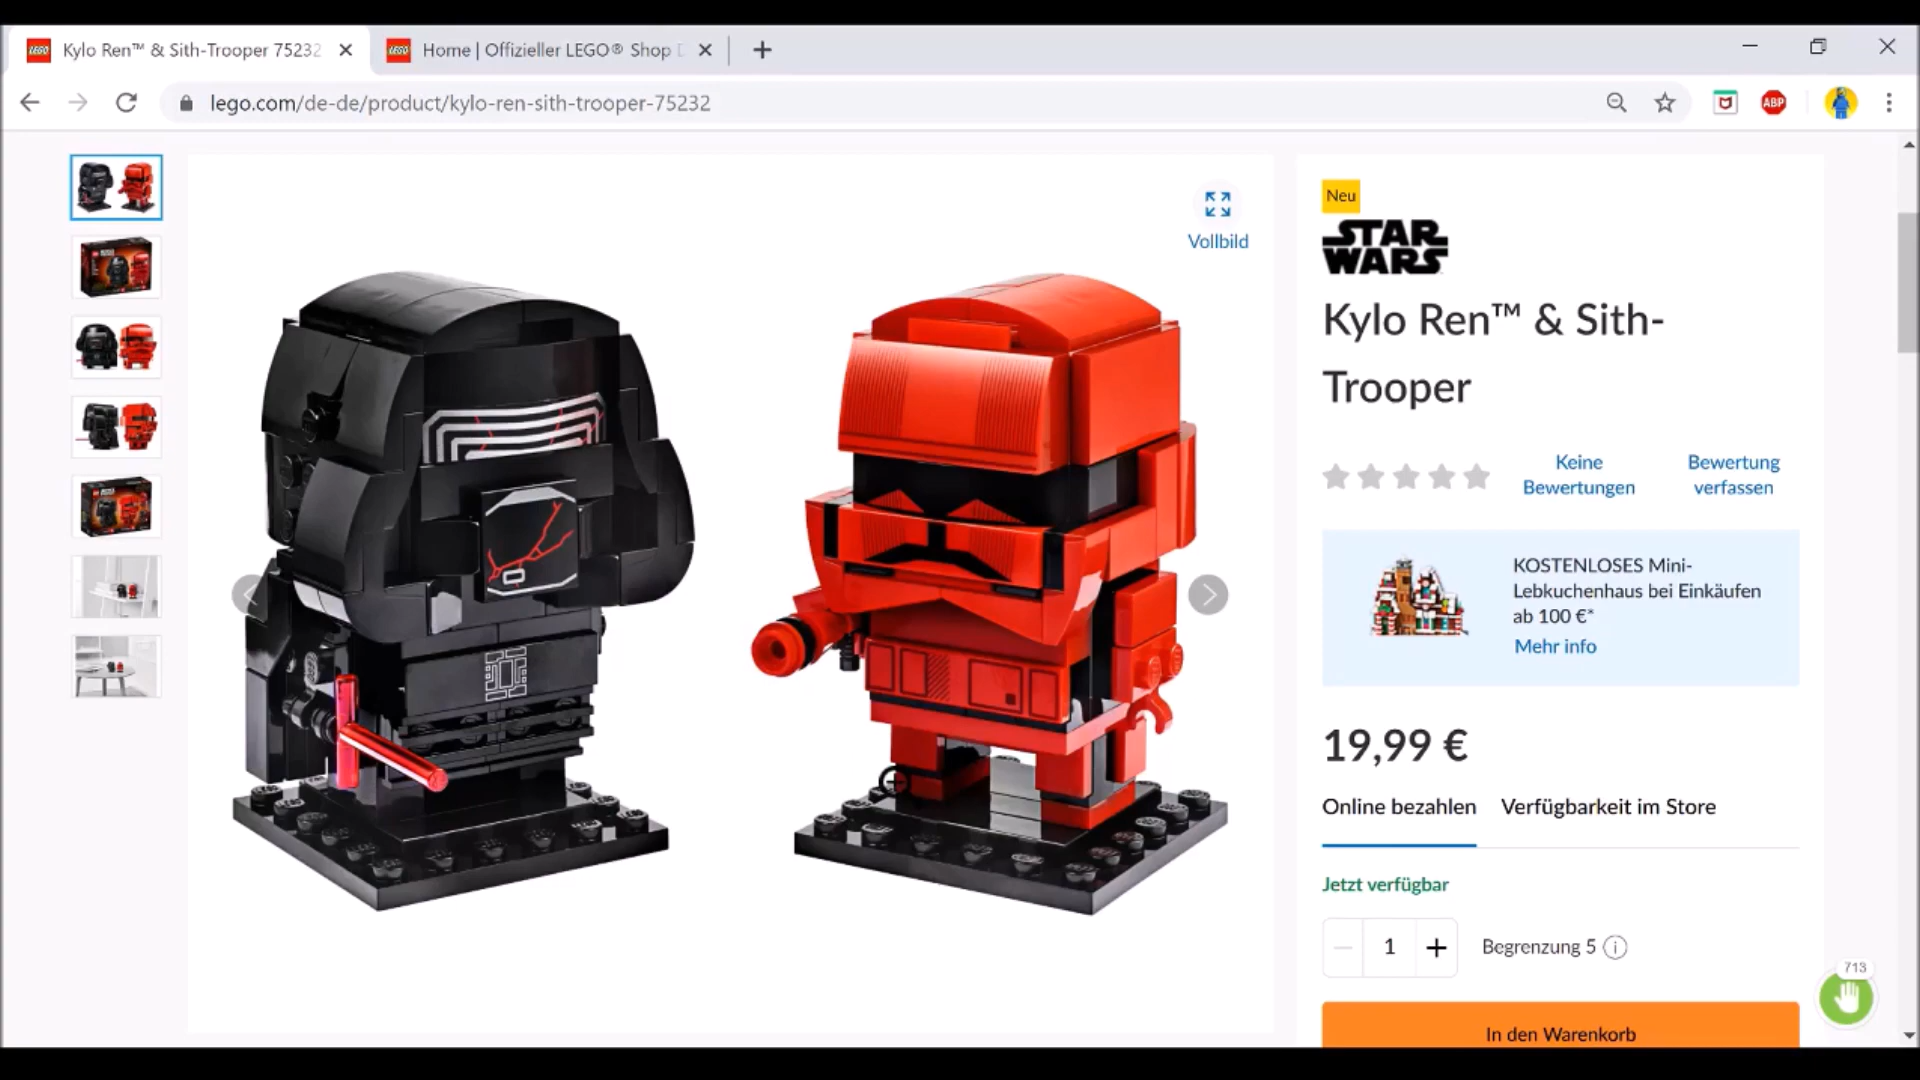 Kylo Ren™ & Sith-Trooper 75232
Home | Offizieller LEGO® Shop
lego.com/de-de/product/kylo-ren-sith-trooper-75232
ABP
Vollbild
Neu
STAR
WARS
Kylo Ren™ & Sith-
Trooper
Keine
Bewertungen
Bewertung
verfassen
KOSTENLOSES Mini-
Lebkuchenhaus bei Einkäufen
ab 100 €*
Mehr info
19,99 €
Online bezahlen
Verfügbarkeit im Store
Jetzt verfügbar
1
Begrenzung 5
713
In den Warenkorb